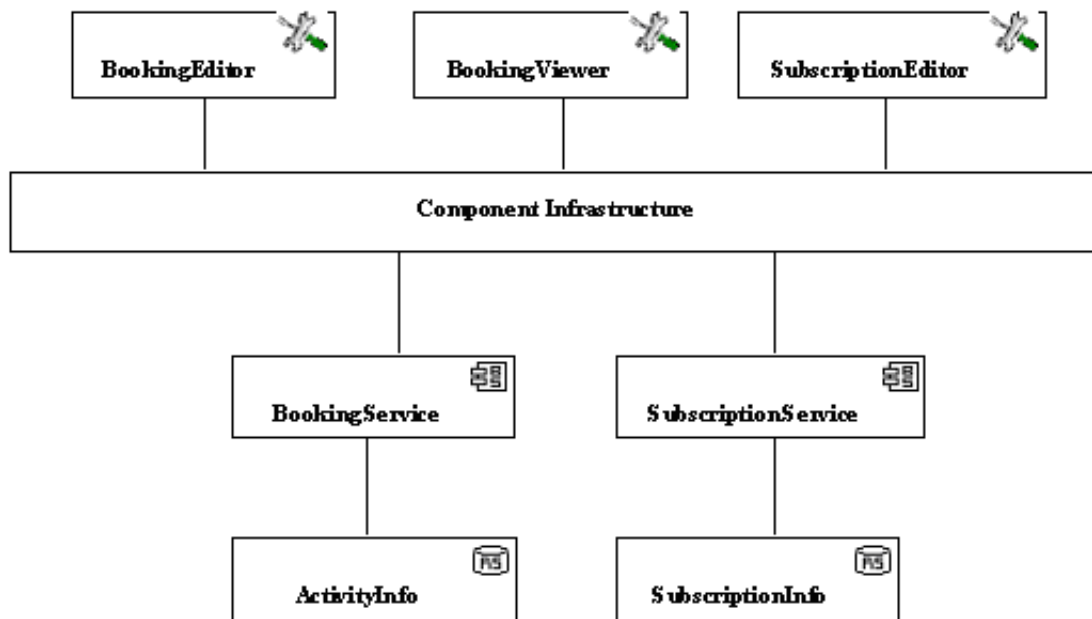 BookingEditor
BookingViewer
SubscriptionEditor
Component Infrastructure
BookingService
SubscriptionService
ActivityInfo
SubscriptionInfo